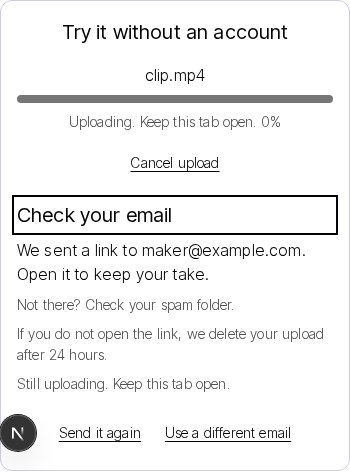 Try it without an account
clip.mp4
Uploading. Keep this tab open. 0%
Cancel upload
Check your email
We sent a link to maker@example.com.
Open it to keep your take.
Not there? Check your spam folder.
If you do not open the link, we delete your upload
after 24 hours.
Still uploading. Keep this tab open.
N
Send it again
Use a different email